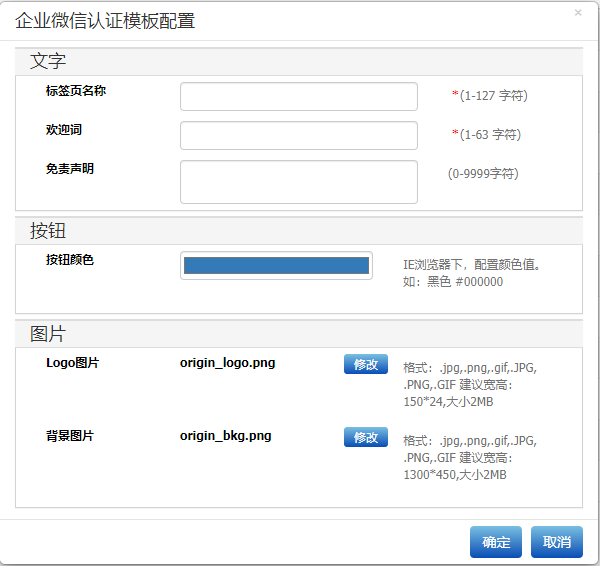 企业微信认证模板配置
×
文字
标签页名称
*(1-127 字符)
欢迎词
*(1-63 字符)
免责声明
(0-9999字符)
按钮
按钮颜色
IE浏览器下，配置颜色值。
如：黑色 #000000
图片
Logo图片
origin_logo.png
修改
格式：.jpg,.png,.gif,.JPG,
.PNG,.GIF 建议宽高：
150*24,大小2MB
背景图片
origin_bkg.png
修改
格式：.jpg,.png,.gif,.JPG,
.PNG,.GIF 建议宽高：
1300*450,大小2MB
确定
取消